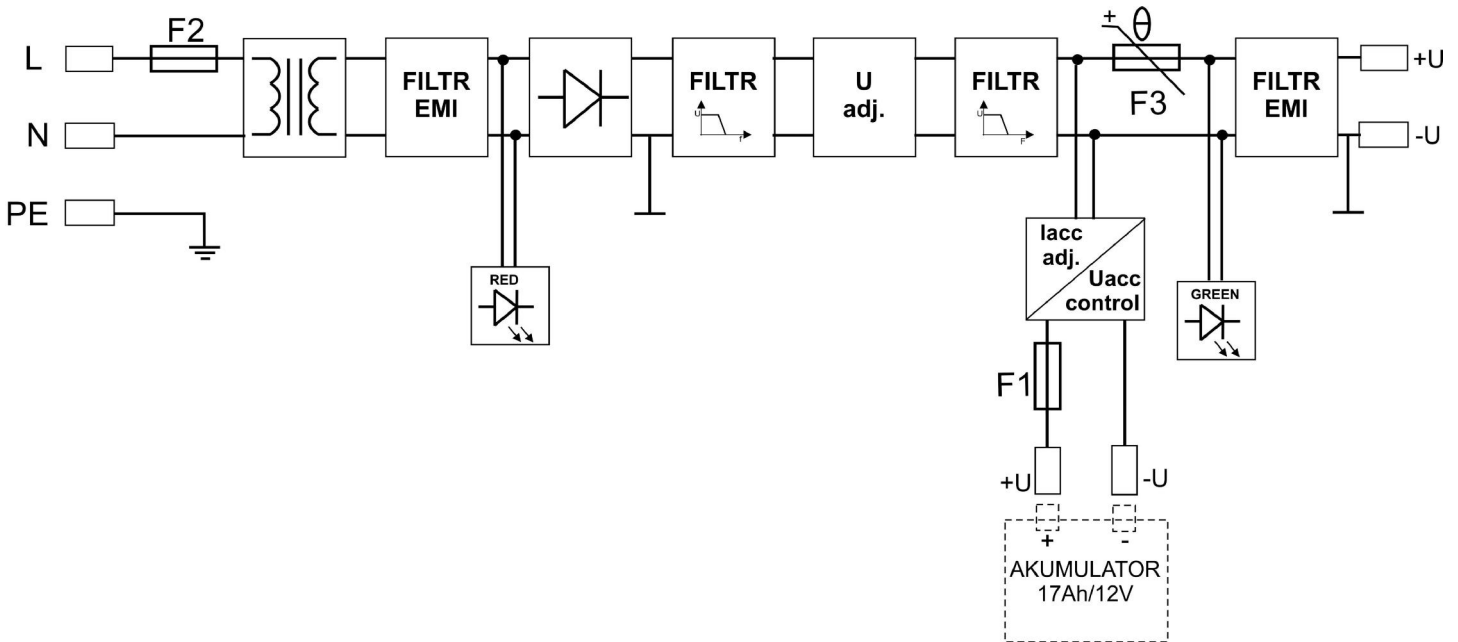 F2
L
N
PE
FILTR
EMI
RED
FILTR
U
f
U
adj.
FILTR
U
F
+ θ
F3
FILTR
EMI
+U
-U
Iacc
adj.
Uacc
control
GREEN
F1
+U
-U
+ -
AKUMULATOR
17Ah/12V